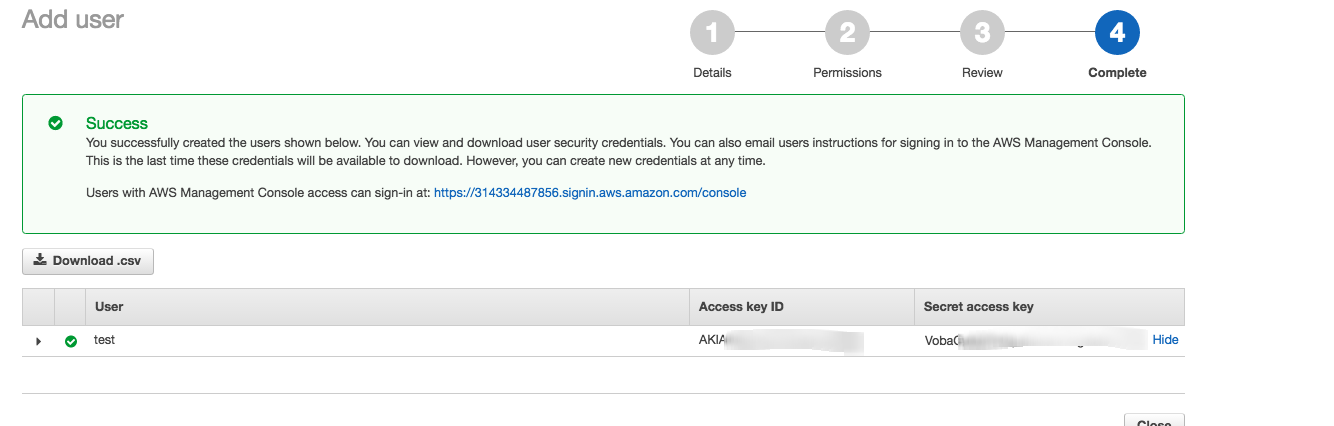 Add user
1 2 3 4
Details Permissions Review Complete
Success
You successfully created the users shown below. You can view and download user security credentials. You can also email users instructions for signing in to the AWS Management Console.
This is the last time these credentials will be available to download. However, you can create new credentials at any time.
Users with AWS Management Console access can sign-in at: https://314334487856.signin.aws.amazon.com/console
Download .csv
User Access key ID Secret access key
test AKIA Voba Hide
Close